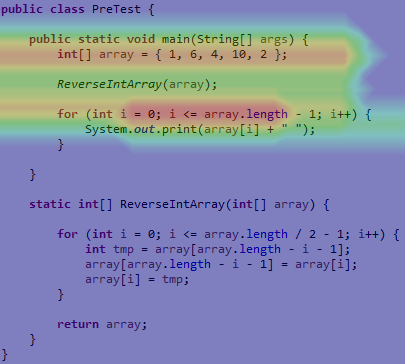 public class PreTest {
public static void main(String[] args) {
int[] array = { 1, 6, 4, 10, 2 };
ReverseIntArray(array);
for (int i = 0; i <= array.length - 1; i++) {
System.out.print(array[i] + " ");
}
}
static int[] ReverseIntArray(int[] array) {
for (int i = 0; i <= array.length / 2 - 1; i++) {
int tmp = array[array.length - i - 1];
array[array.length - i - 1] = array[i];
array[i] = tmp;
}
return array;
}
}